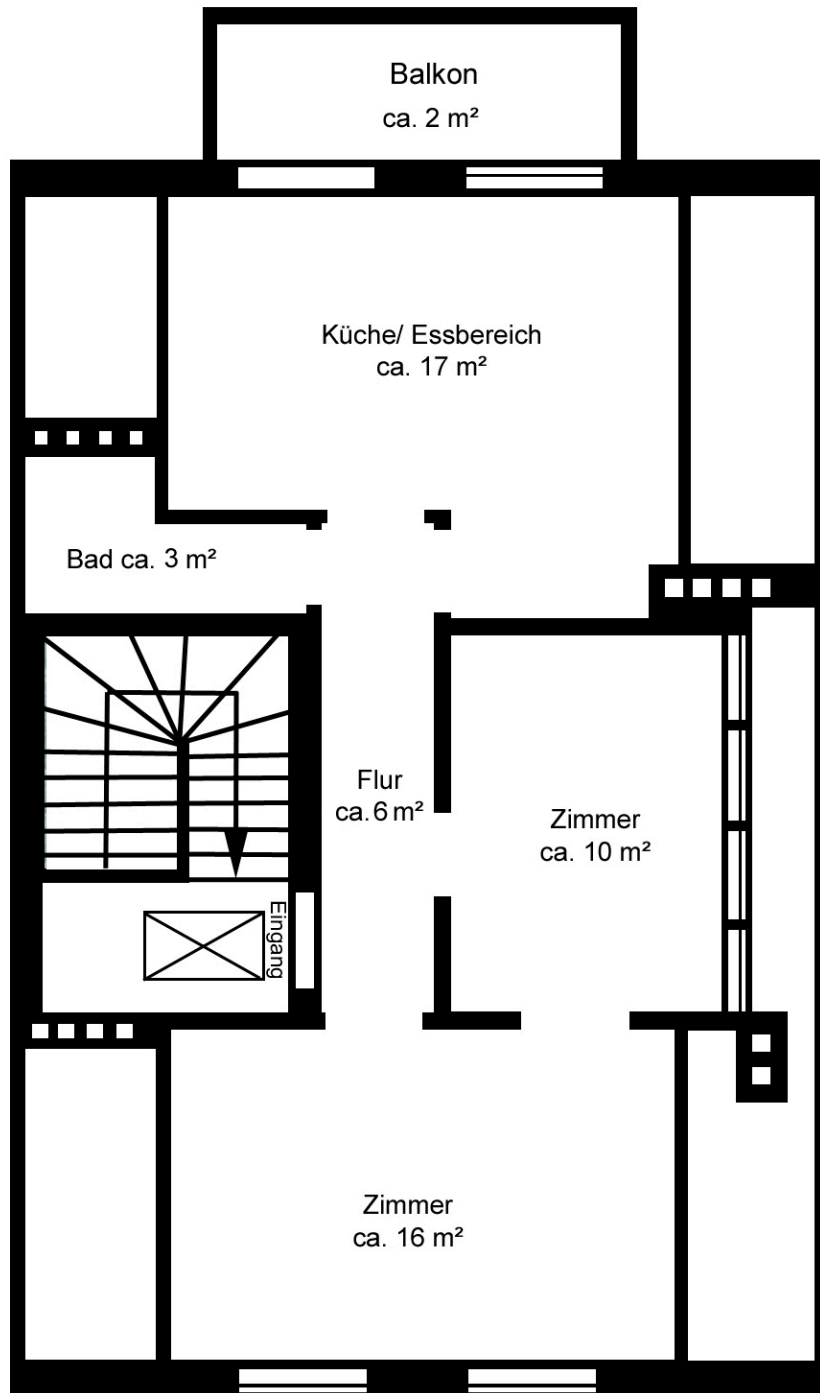 Balkon
ca. 2 m²
Küche/ Essbereich
ca. 17 m²
Bad ca. 3 m²
Flur
ca. 6 m²
Zimmer
ca. 10 m²
Eingang
Zimmer
ca. 16 m²